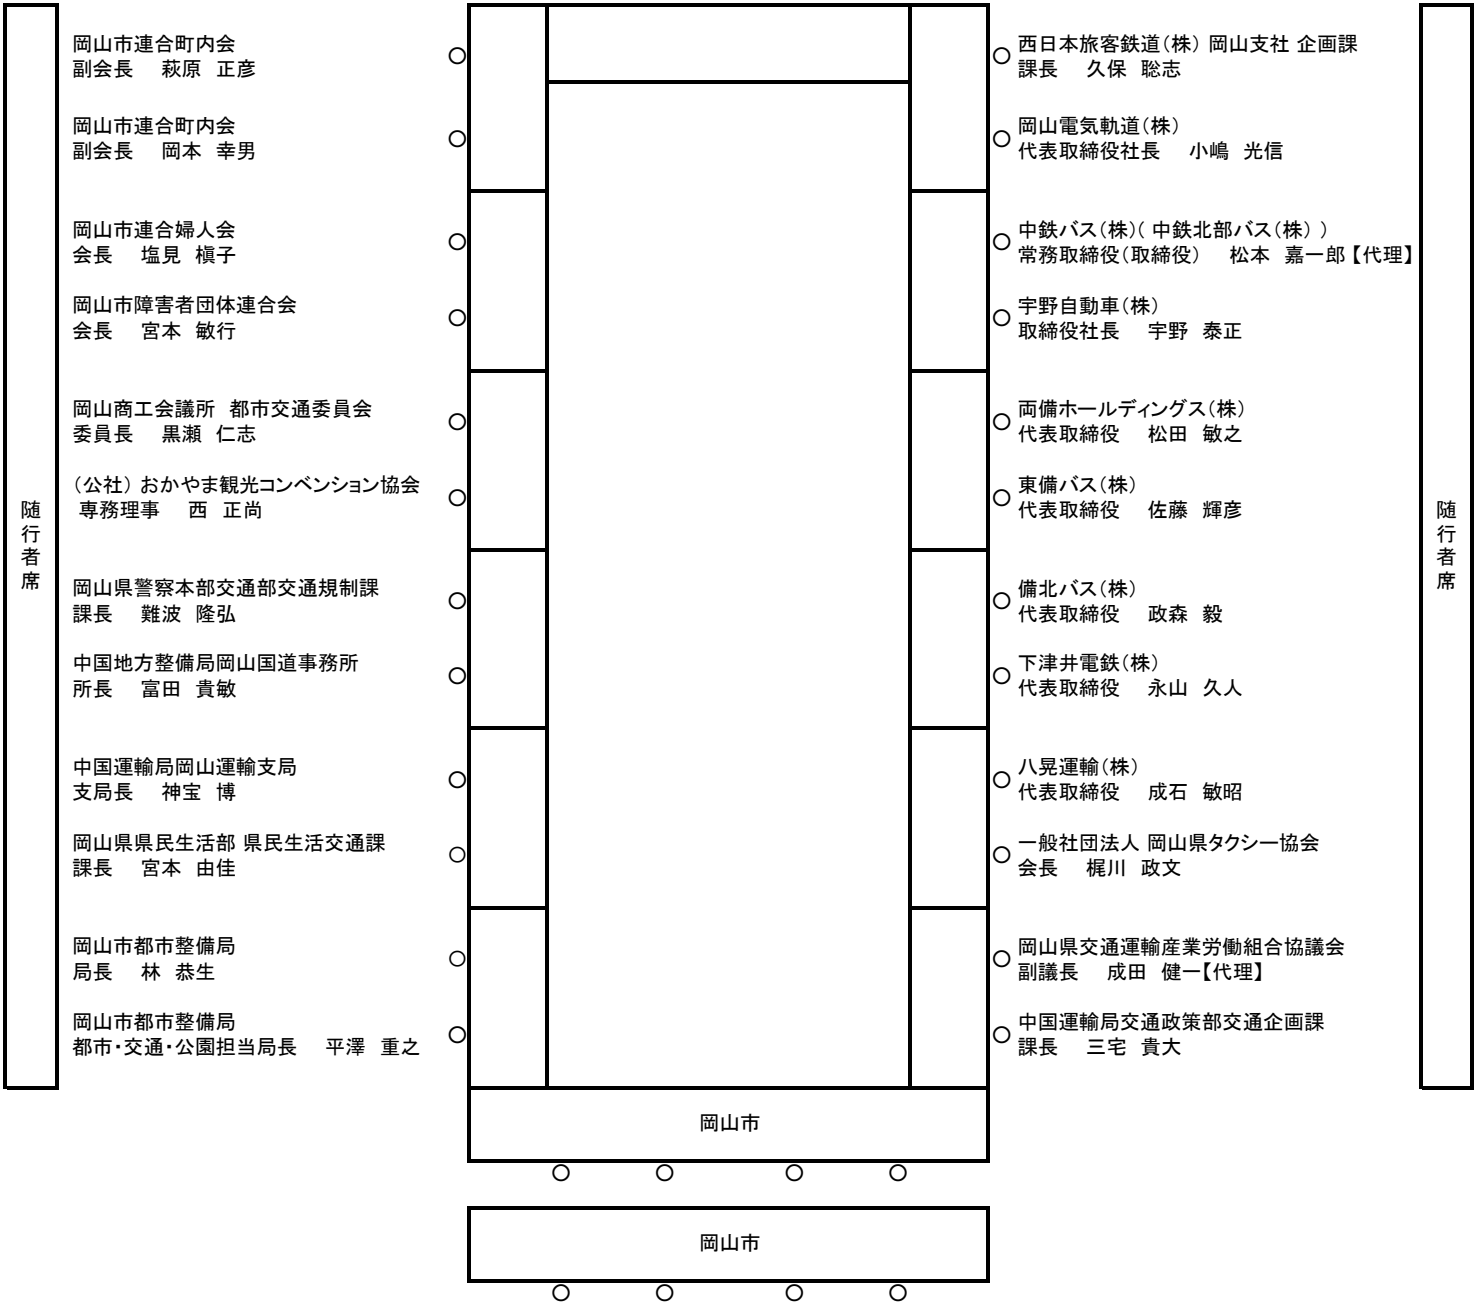 岡山市連合町内会
副会長　萩原　正彦
岡山市連合町内会
副会長　岡本　幸男
岡山市連合婦人会
会長　塩見　槇子
岡山市障害者団体連合会
会長　宮本　敏行
岡山商工会議所　都市交通委員会
委員長　黒瀬　仁志
（公社）おかやま観光コンベンション協会
専務理事　西　正尚
岡山県警察本部交通部交通規制課
課長　難波　隆弘
中国地方整備局岡山国道事務所
所長　富田　貴敏
中国運輸局岡山運輸支局
支局長　神宝　博
岡山県県民生活部 県民生活交通課
課長　宮本　由佳
岡山市都市整備局
局長　林　恭生
岡山市都市整備局
都市・交通・公園担当局長　平澤　重之
随行者席
西日本旅客鉄道（株） 岡山支社 企画課
課長　久保　聡志
岡山電気軌道（株）
代表取締役社長　小嶋　光信
中鉄バス（株）（ 中鉄北部バス（株） ）
常務取締役（取締役）　松本　嘉一郎【代理】
宇野自動車（株）
取締役社長　宇野　泰正
両備ホールディングス（株）
代表取締役　松田　敏之
東備バス（株）
代表取締役　佐藤　輝彦
備北バス（株）
代表取締役　政森　毅
下津井電鉄（株）
代表取締役　永山　久人
八晃運輸（株）
代表取締役　成石　敏昭
一般社団法人 岡山県タクシー協会
会長　梶川　政文
岡山県交通運輸産業労働組合協議会
副議長　成田　健一【代理】
中国運輸局交通政策部交通企画課
課長　三宅　貴大
随行者席
岡山市
岡山市